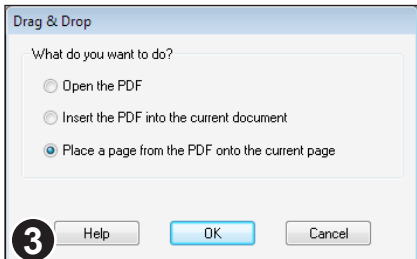 Drag & Drop
What do you want to do?
Open the PDF
Insert the PDF into the current document
Place a page from the PDF onto the current page
3 Help OK Cancel